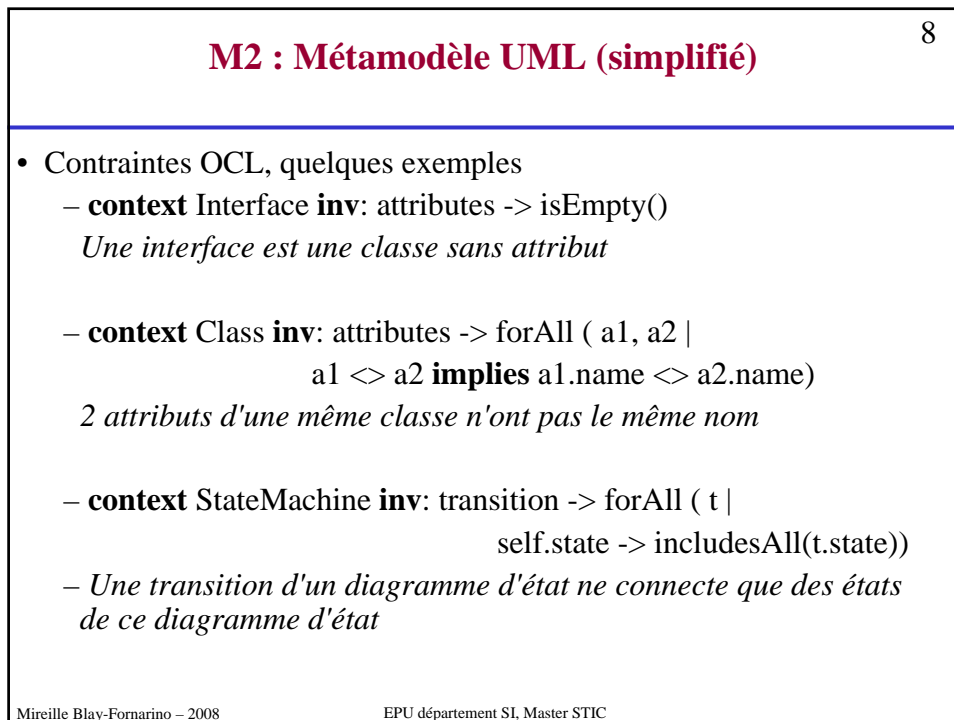 8
M2 : Métamodèle UML (simplifié)
• Contraintes OCL, quelques exemples
– context Interface inv: attributes -> isEmpty()
Une interface est une classe sans attribut
– context Class inv: attributes -> forAll ( a1, a2 |
a1 <> a2 implies a1.name <> a2.name)
2 attributs d'une même classe n'ont pas le même nom
– context StateMachine inv: transition -> forAll ( t |
self.state -> includesAll(t.state))
– Une transition d'un diagramme d'état ne connecte que des états
de ce diagramme d'état
Mireille Blay-Fornarino – 2008 EPU département SI, Master STIC